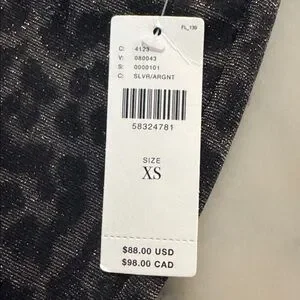 FL_139
C: 4123
V: 080043
S: 0000101
C: SLVR/ARGNT
58324781
SIZE
XS
$88.00 USD
$98.00 CAD